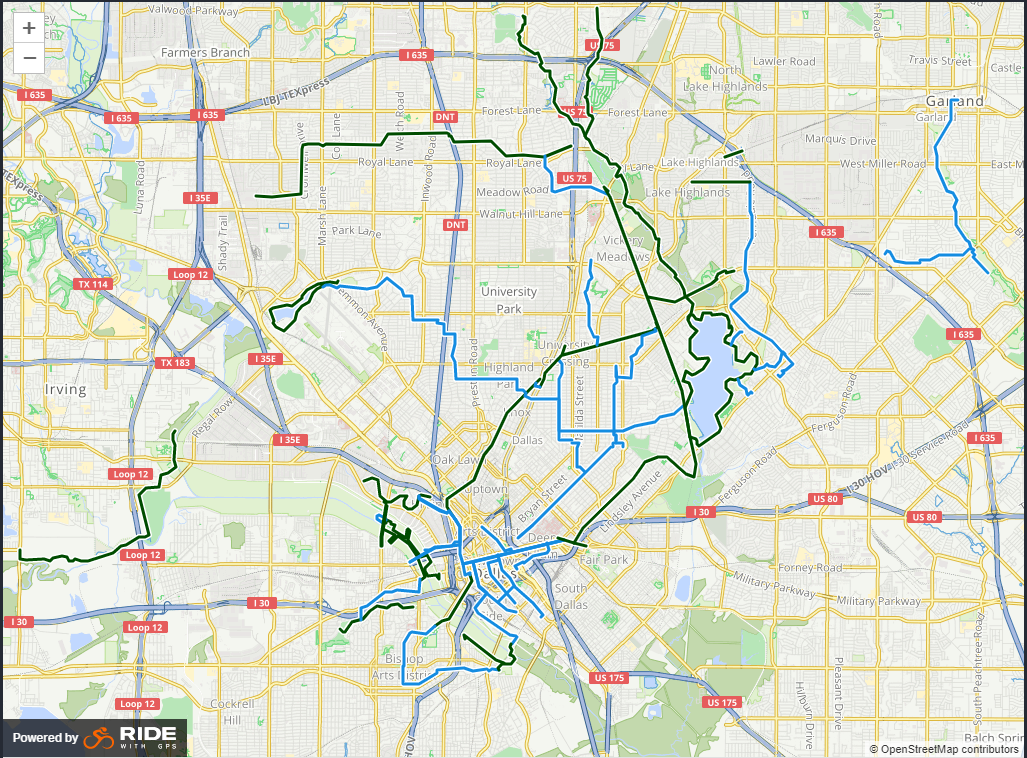 Valwood Parkway
+
−
Farmers Branch
I 635
US 75
North
Lake Highlands
Lawler Road
Travis Street
LBJ TEXpress
I 635
I 635
I 635
DNT
Forest Lane
US 75
Forest Lane
Garland
Garland
Welch Road
Marquis Drive
Royal Lane
Inwood Road
Royal Lane
Lake Highlands
West Miller Road
Luna Road
US 75
Meadow Road
Lake Highlands
I 35E
Marsh Lane
Walnut Hill Lane
DNT
Park Lane
Shady Trail
Vickery
Meadows
I 635
Loop 12
TX 114
University
Park
Lemmon Avenue
I 635
I 35E
TX 183
University
Crossing
Highland
Park
Preston Road
Irving
Regal Row
Matilda Street
Knox
Ferguson Road
Dallas
I 35E
I 635
Oak Lawn
I 30 HOV
I 30 Service Road
Loop 12
Ferguson Road
Uptown
Bryan Street
Lindsley Avenue
US 80
I 30
US 80
Arts District
Deep
Loop 12
Fair Park
Forney Road
Dallas
South
Dallas
Military Parkway
Military Parkway
I 30
I 30
Loop 12
Bishop
Arts District
US 175
Pleasant Drive
South Peachtree Road
Hillburn Drive
Loop 12
Cockrell
Hill
US 175
Powered by RIDE
WITH GPS
Balch Spring
© OpenStreetMap contributors